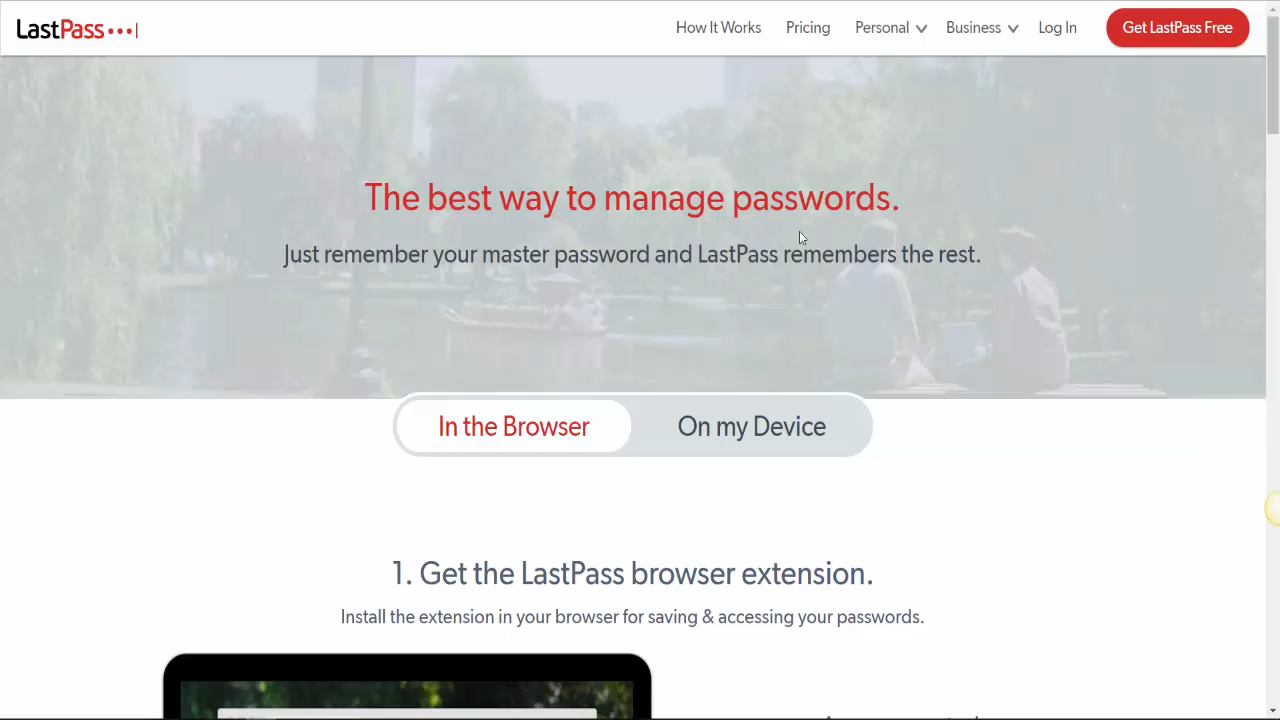 LastPass
How It Works
Pricing
Personal
Business
Log In
Get LastPass Free
The best way to manage passwords.
Just remember your master password and LastPass remembers the rest.
In the Browser
On my Device
1. Get the LastPass browser extension.
Install the extension in your browser for saving & accessing your passwords.